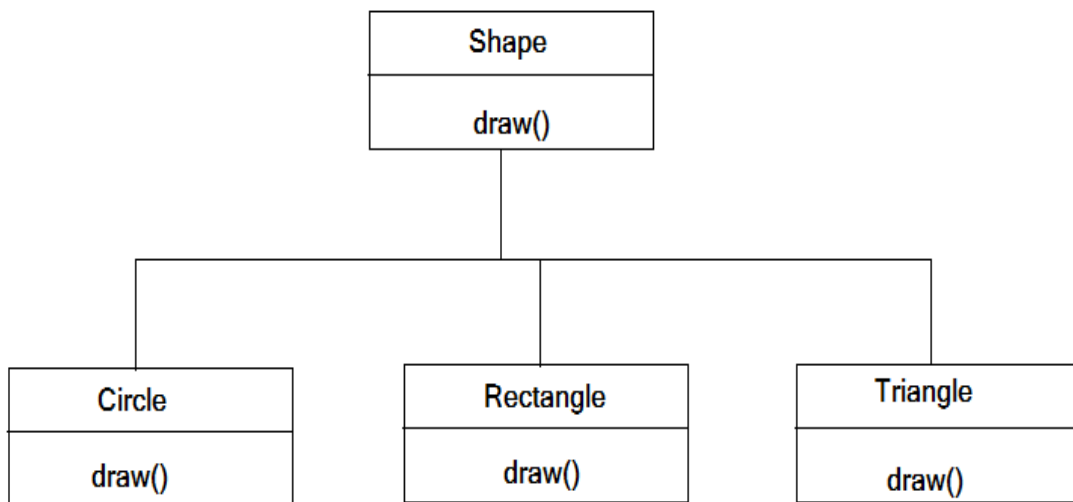 Shape
draw()
Circle
draw()
Rectangle
draw()
Triangle
draw()